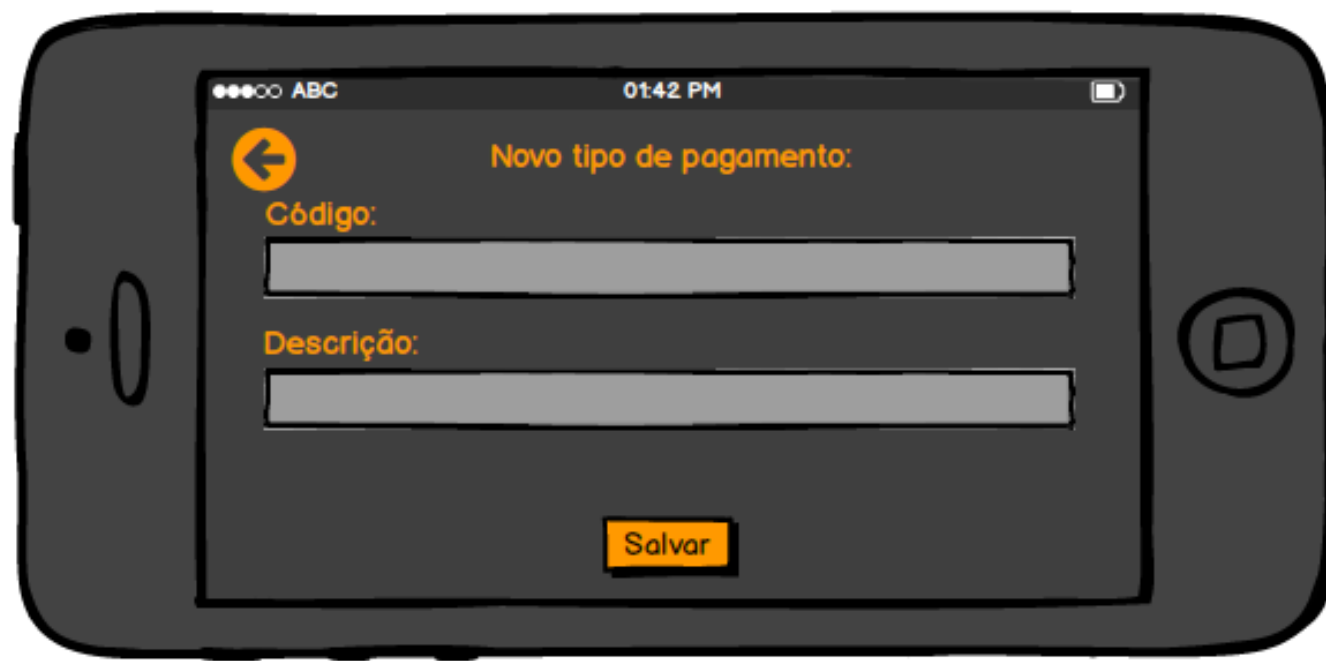 ABC 01:42 PM
Novo tipo de pagamento:
Código:
Descrição:
Salvar